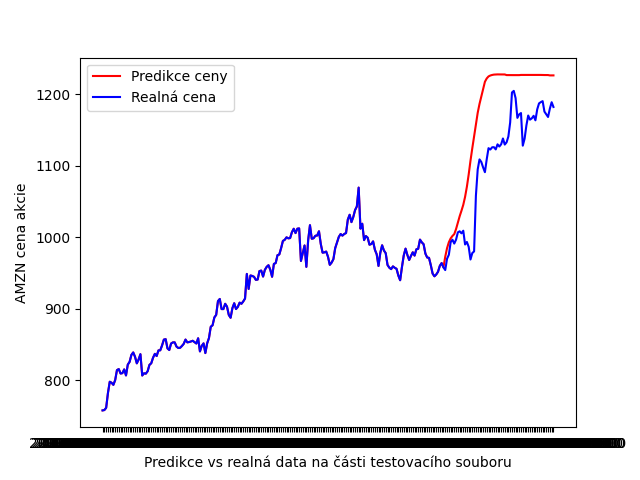 Predikce ceny
Realná cena
1200
1100
1000
900
800
AMZN cena akcie
Predikce vs realná data na části testovacího souboru